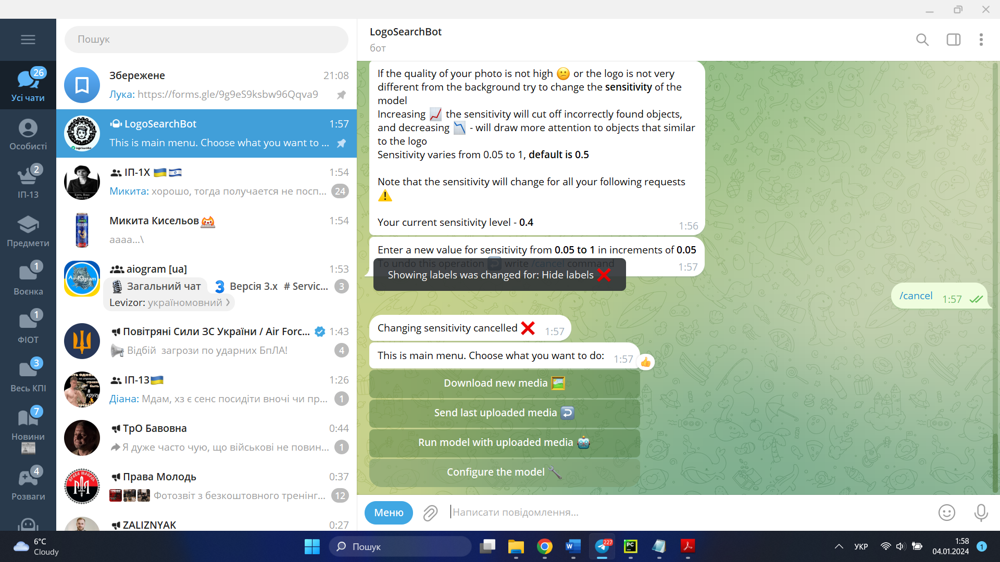 26
Усі чати
Особисті
2
ІП-13
Предмети
1
Воєнка
1
ФІОТ
3
Весь КПІ
7
Новини
4
Розваги
Пошук
Збережене
21:08
Лука: https://forms.gle/9g9eS9ksbw96Qqva9
LogoSearchBot
1:57
This is main menu. Choose what you want to ...
ІП-1Х
1:54
Микита: хорошо, тогда получается не посп...
24
Микита Кисельов
1:54
аааа...\
aiogram [ua]
1:53
Загальний чат
Версія 3.x # Servic...
3
Levizor: україномовний
Повітряні Сили ЗС України / Air Forc...
1:43
Відбій загрози по ударних БпЛА!
4
ІП-13
1:26
Діана: Мдам, хз є сенс посидіти вночі чи пр...
1
ТрО Бавовна
0:44
Я дуже часто чую, що військові не повин...
1
Права Молодь
0:37
Фотозвіт з безкоштовного тренінг...
12
ZALIZNYAK
0:27
LogoSearchBot
бот
If the quality of your photo is not high or the logo is not very
different from the background try to change the sensitivity of the
model
Increasing the sensitivity will cut off incorrectly found objects,
and decreasing - will draw more attention to objects that similar
to the logo
Sensitivity varies from 0.05 to 1, default is 0.5
Note that the sensitivity will change for all your following requests
Your current sensitivity level - 0.4
1:56
Enter a new value for sensitivity from 0.05 to 1 in increments of 0.05
To undo this operation write /cancel command
1:57
Showing labels was changed for: Hide labels
/cancel
1:57
Changing sensitivity cancelled
1:57
This is main menu. Choose what you want to do:
1:57
Download new media
Send last uploaded media
Run model with uploaded media
Configure the model
Меню
Написати повідомлення...
6°C
Cloudy
Пошук
227
PC
УКР
1:58
04.01.2024
1